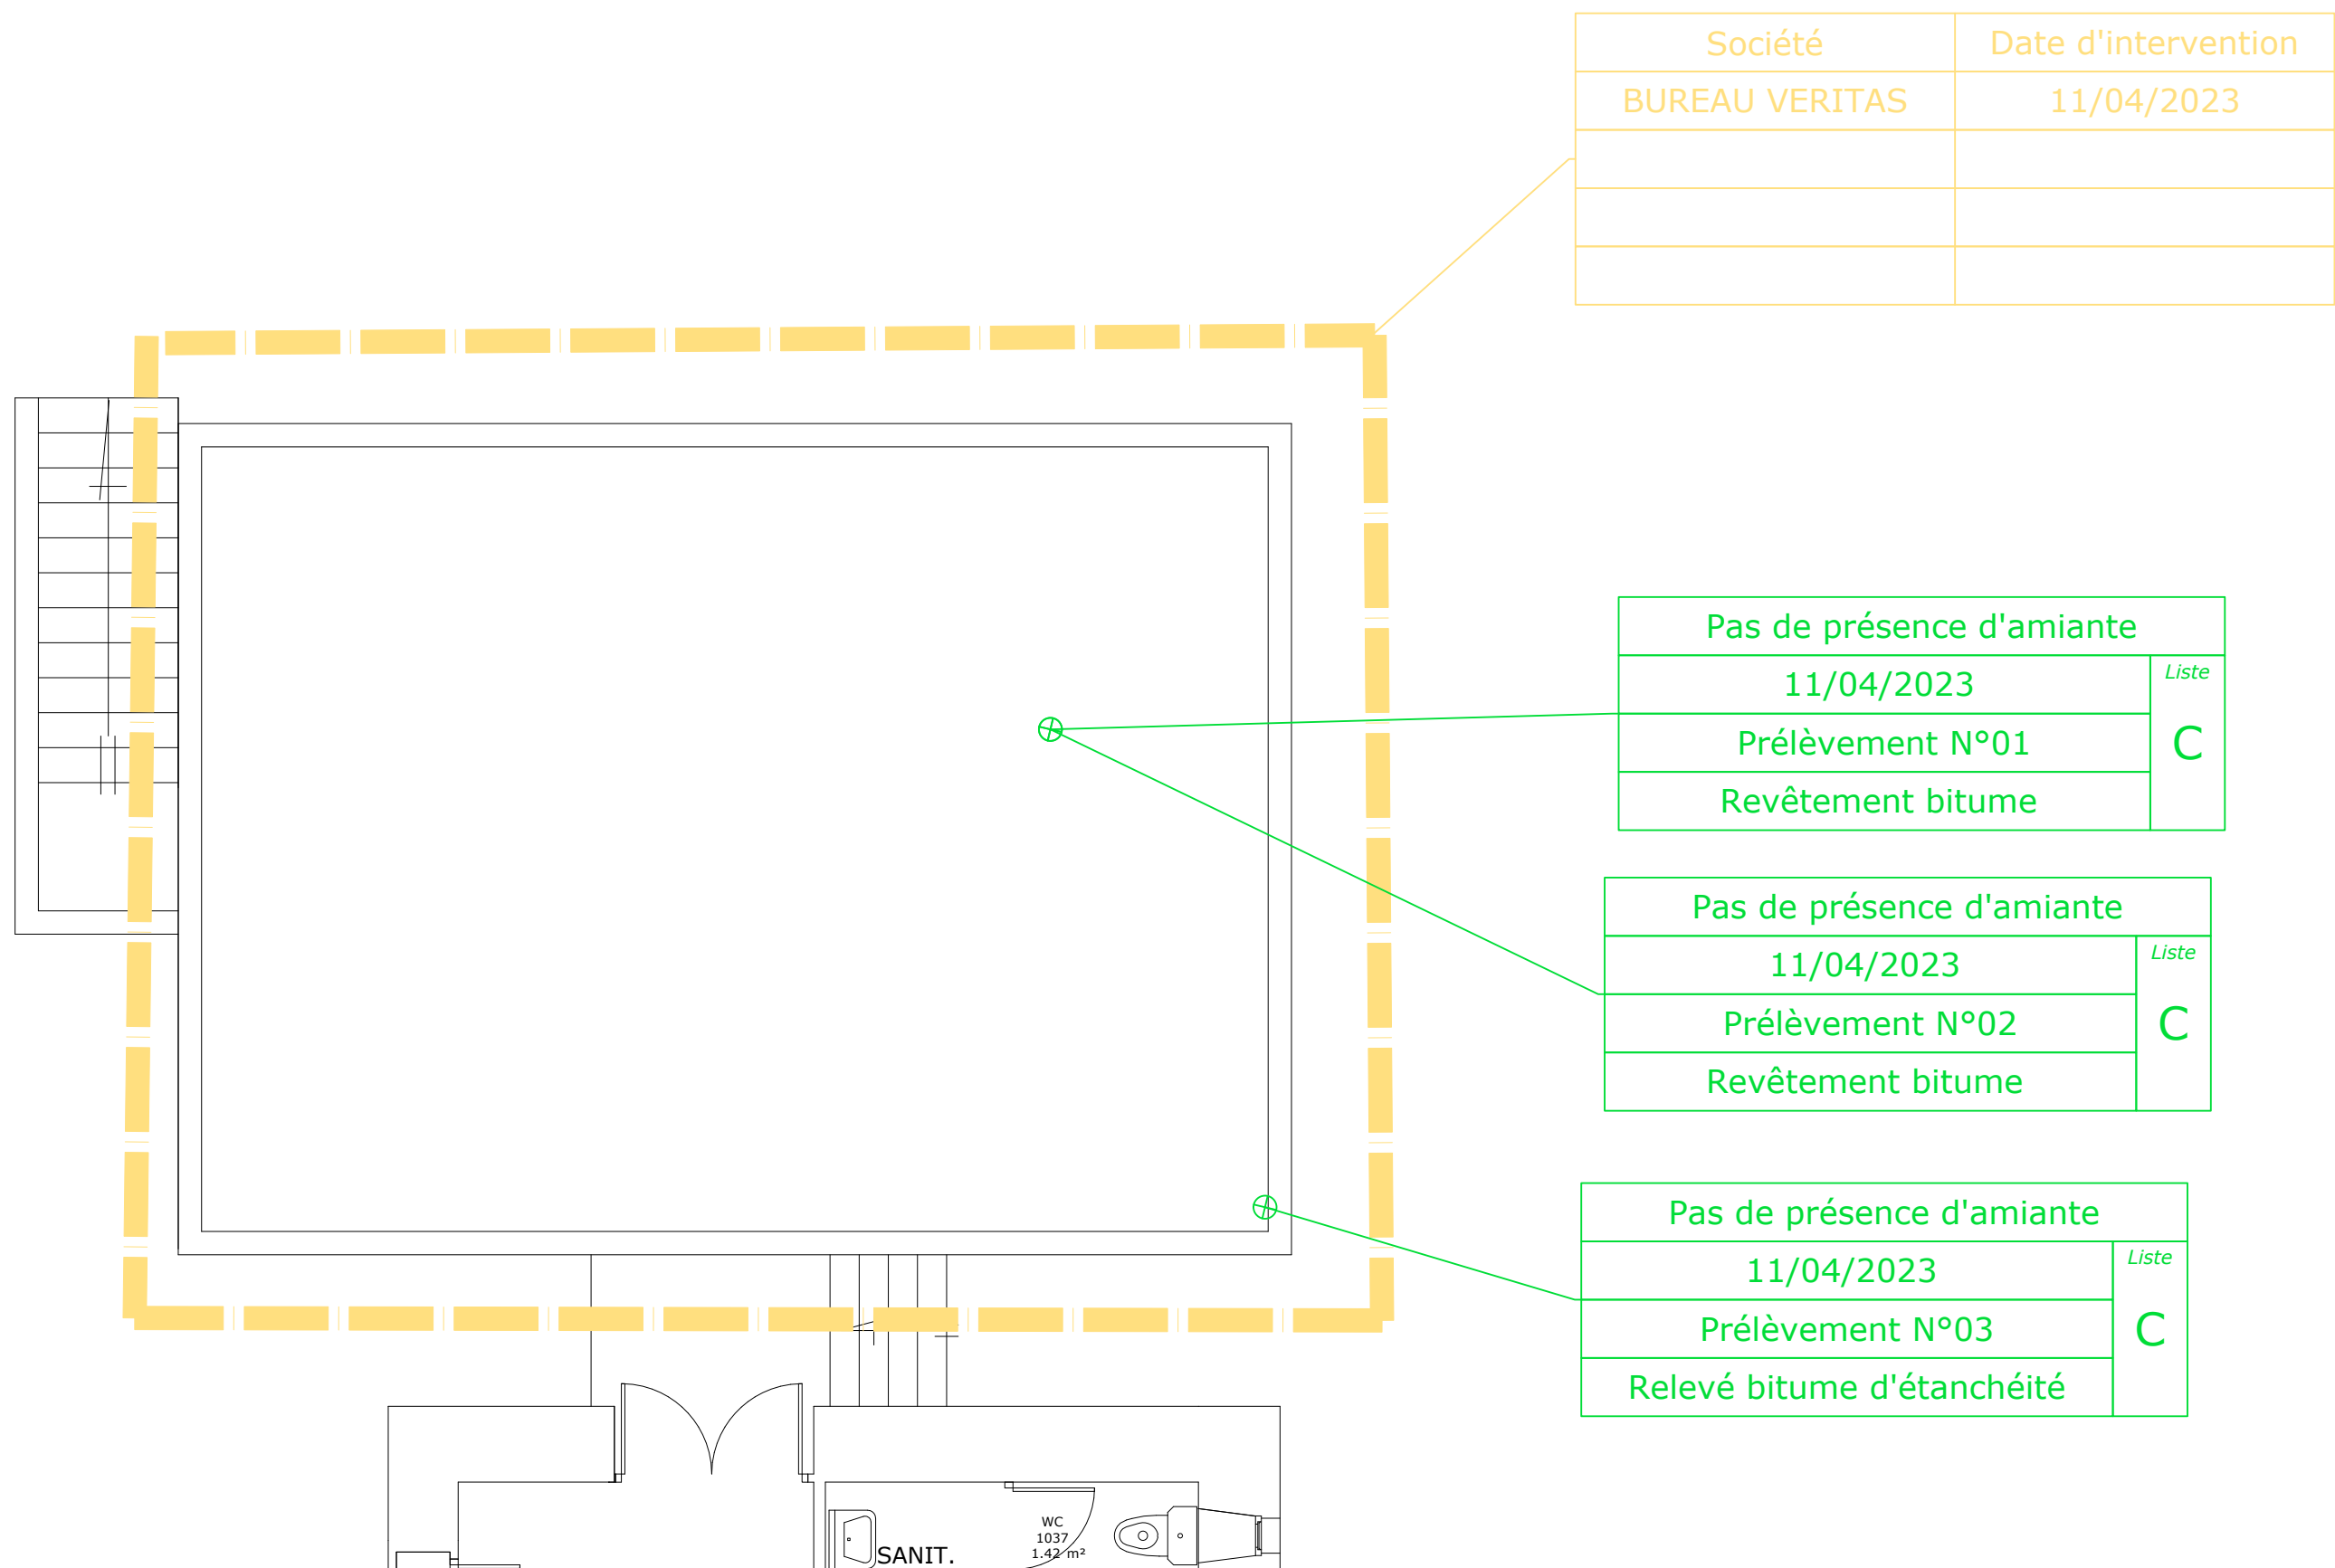 Société
Date d'intervention
BUREAU VERITAS
11/04/2023
Pas de présence d'amiante
11/04/2023
Liste
Prélèvement N°01
C
Revêtement bitume
Pas de présence d'amiante
11/04/2023
Liste
Prélèvement N°02
C
Revêtement bitume
Pas de présence d'amiante
11/04/2023
Liste
Prélèvement N°03
C
Relevé bitume d'étanchéité
WC
1037
1.42 m²
SANIT.